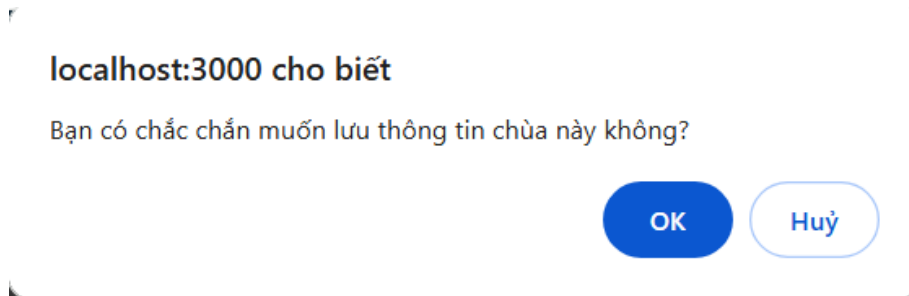 localhost:3000 cho biết
Bạn có chắc chắn muốn lưu thông tin chùa này không?
OK Huỷ